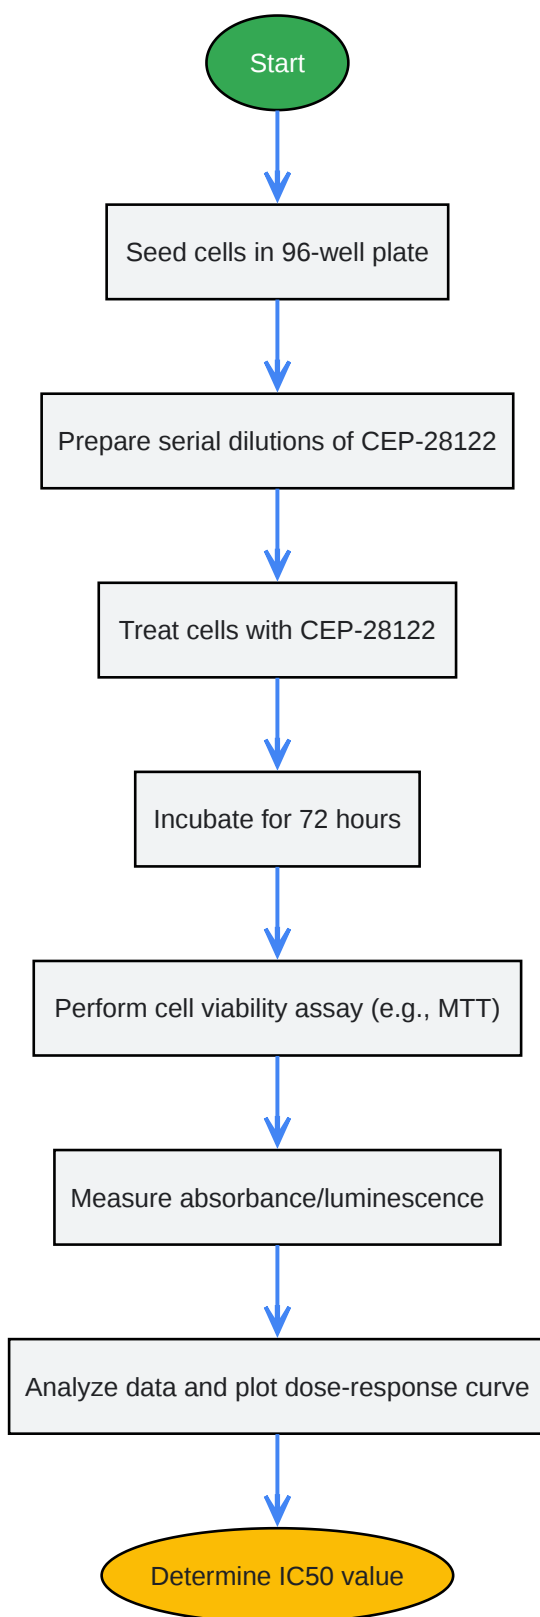 Start
Seed cells in 96-well plate
Prepare serial dilutions of CEP-28122
Treat cells with CEP-28122
Incubate for 72 hours
Perform cell viability assay (e.g., MTT)
Measure absorbance/luminescence
Analyze data and plot dose-response curve
Determine IC50 value